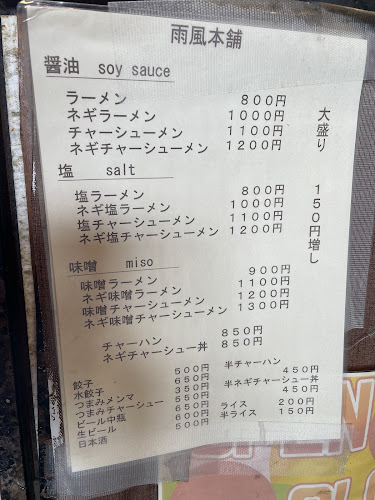 雨風本舗
醤油 soy sauce
ラーメン 800円
ネギラーメン 1000円
チャーシューメン 1100円
ネギチャーシューメン 1200円
大盛り 150円増し
塩 salt
塩ラーメン 800円
ネギ塩ラーメン 1000円
塩チャーシューメン 1100円
ネギ塩チャーシューメン 1200円
味噌 miso
味噌ラーメン 900円
ネギ味噌ラーメン 1100円
味噌チャーシューメン 1200円
ネギ味噌チャーシューメン 1300円
チャーハン 850円
ネギチャーシュー丼 850円
餃子 500円
水餃子 650円
つまみメンマ 350円
つまみチャーシュー 550円
ビール中瓶 650円
生ビール 600円
日本酒
半チャーハン 450円
半ネギチャーシュー丼 450円
ライス 200円
半ライス 150円